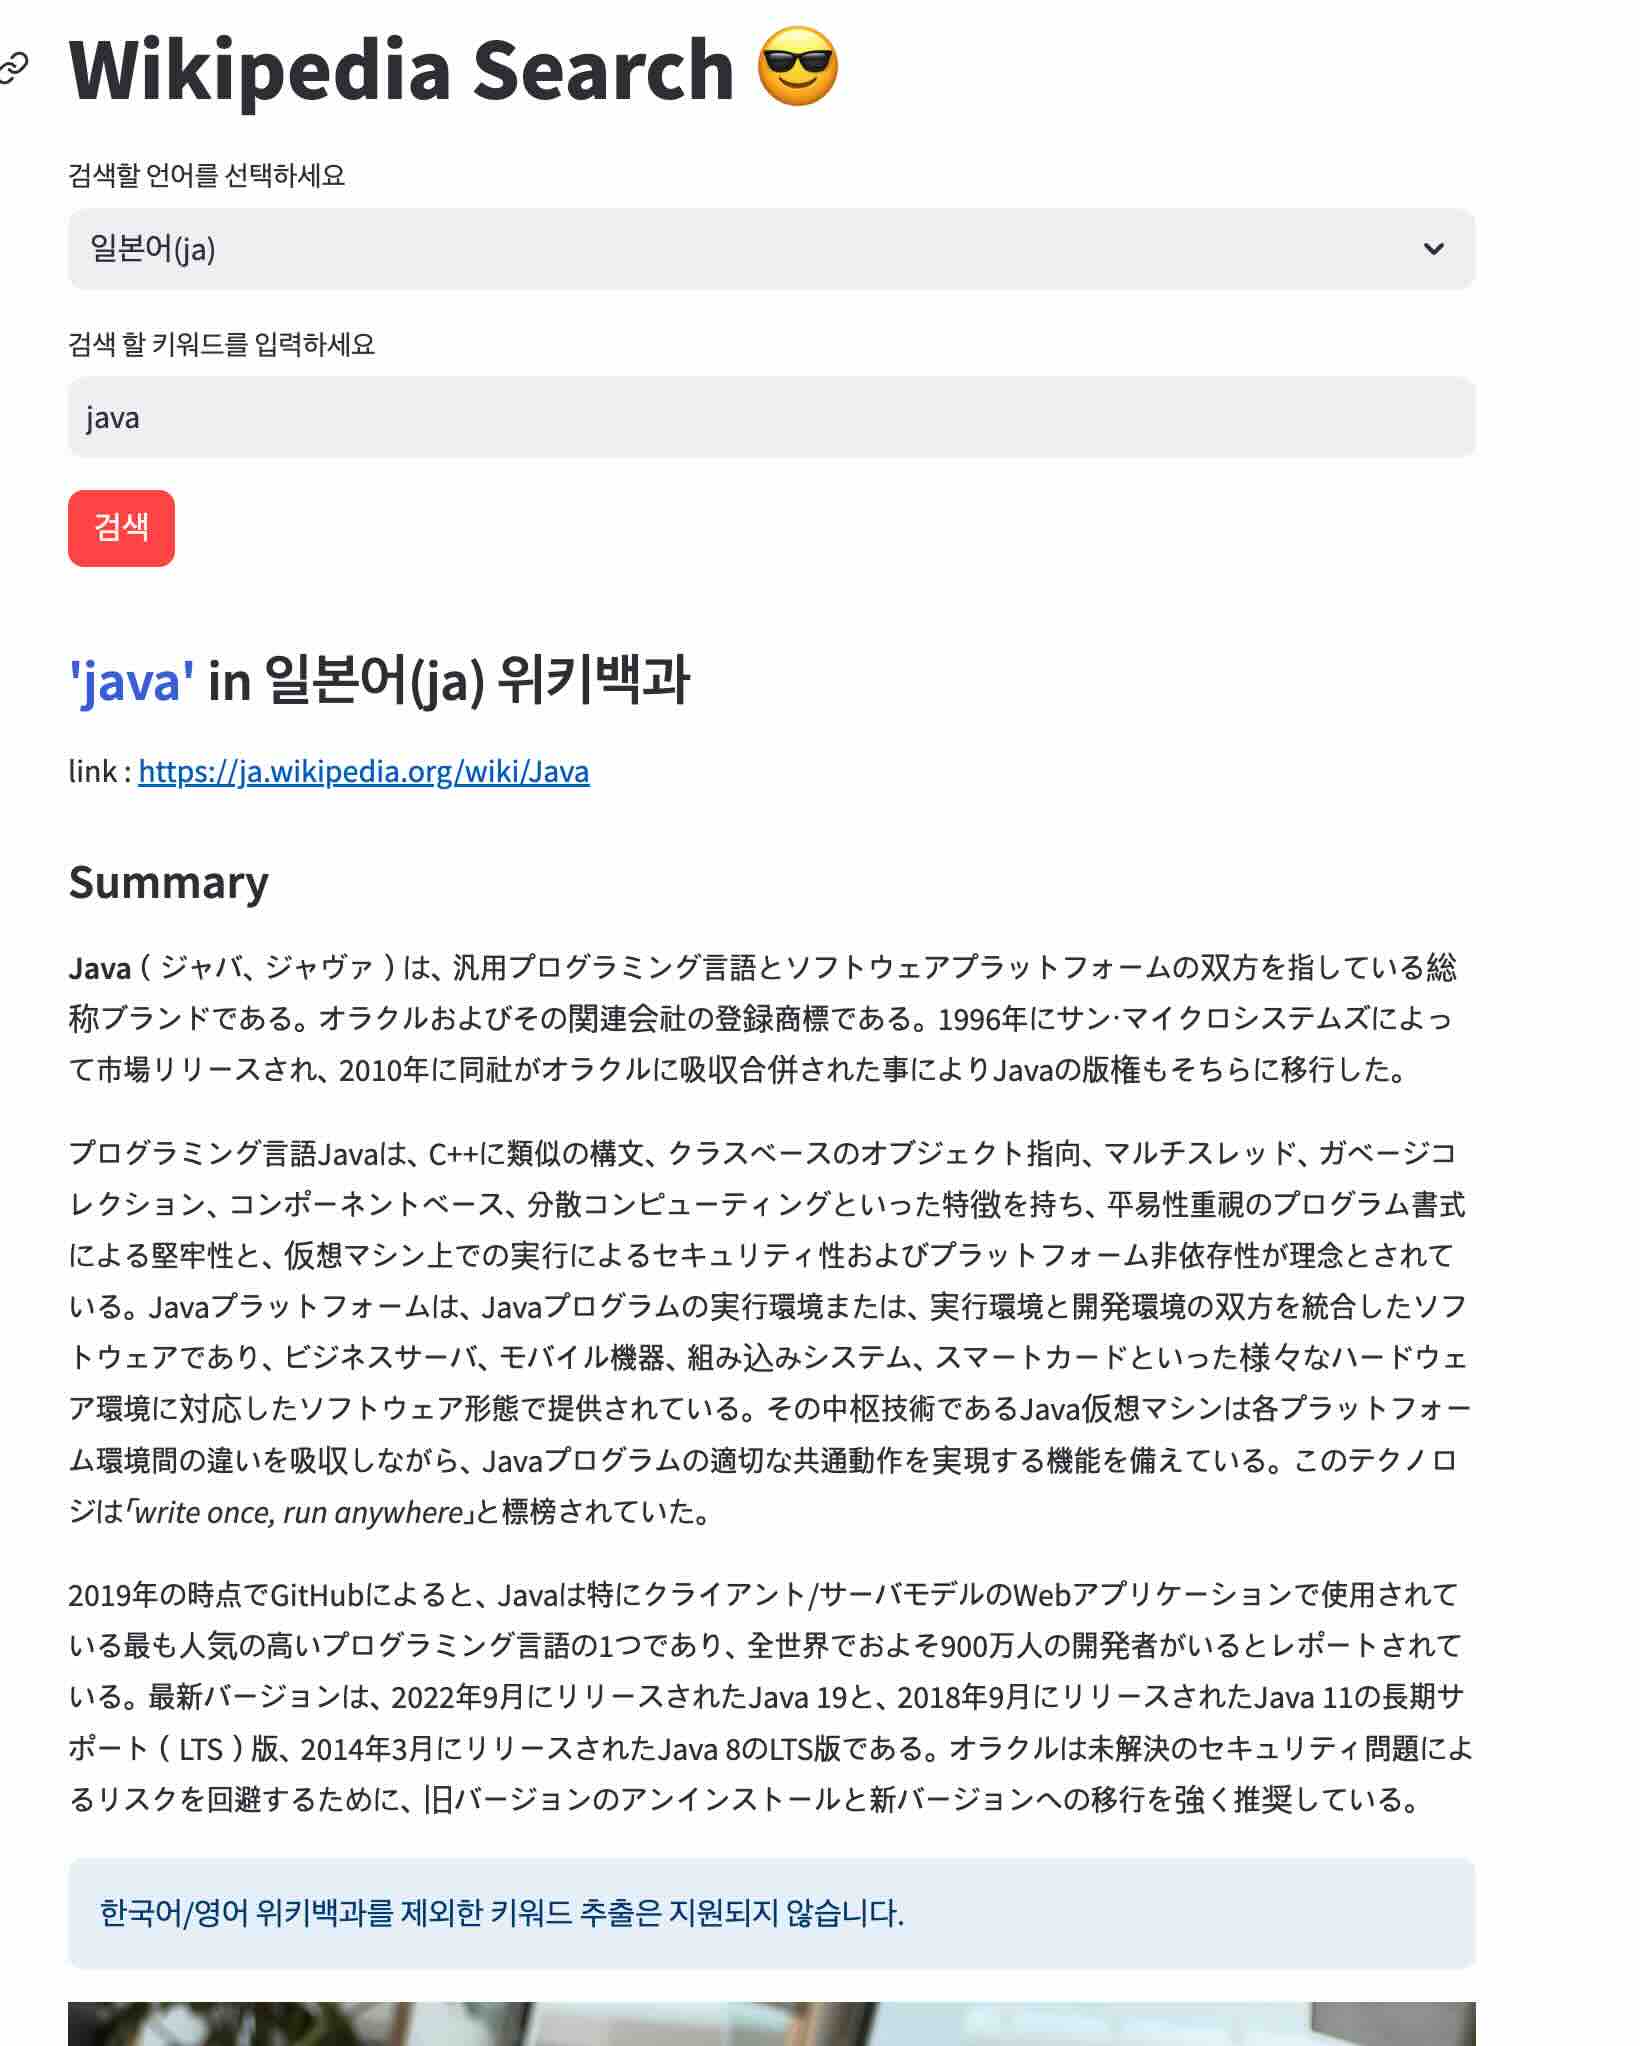 Wikipedia Search 😎
검색할 언어를 선택하세요
일본어(ja)
검색 할 키워드를 입력하세요
java
검색
'java' in 일본어(ja) 위키백과
link : https://ja.wikipedia.org/wiki/Java
Summary
Java ( ジャバ、ジャヴァ ) は、汎用プログラミング言語とソフトウェアプラットフォームの双方を指している総
称ブランドである。オラクルおよびその関連会社の登録商標である。1996年にサン·マイクロシステムズによっ
て市場リリースされ、2010年に同社がオラクルに吸収合併された事によりJavaの版権もそちらに移行した。
プログラミング言語Javaは、C++に類似の構文、クラスベースのオブジェクト指向、マルチスレッド、ガベージコ
レクション、コンポーネントベース、分散コンピューティングといった特徴を持ち、平易性重視のプログラム書式
による堅牢性と、仮想マシン上での実行によるセキュリティ性およびプラットフォーム非依存性が理念とされて
いる。Javaプラットフォームは、Javaプログラムの実行環境または、実行環境と開発環境の双方を統合したソフ
トウェアであり、ビジネスサーバ、モバイル機器、組み込みシステム、スマートカードといった様々なハードウェ
ア環境に対応したソフトウェア形態で提供されている。その中枢技術であるJava仮想マシンは各プラットフォー
ム環境間の違いを吸収しながら、Javaプログラムの適切な共通動作を実現する機能を備えている。このテクノロ
ジは「write once, run anywhere」と標榜されていた。
2019年の時点でGitHubによると、Javaは特にクライアント/サーバモデルのWebアプリケーションで使用されて
いる最も人気の高いプログラミング言語の1つであり、全世界でおよそ900万人の開発者がいるとレポートされて
いる。最新バージョンは、2022年9月にリリースされたJava 19と、2018年9月にリリースされたJava 11の長期サ
ポート ( LTS ) 版、2014年3月にリリースされたJava 8のLTS版である。オラクルは未解決のセキュリティ問題によ
るリスクを回避するために、旧バージョンのアンインストールと新バージョンへの移行を強く推奨している。
한국어/영어 위키백과를 제외한 키워드 추출은 지원되지 않습니다.